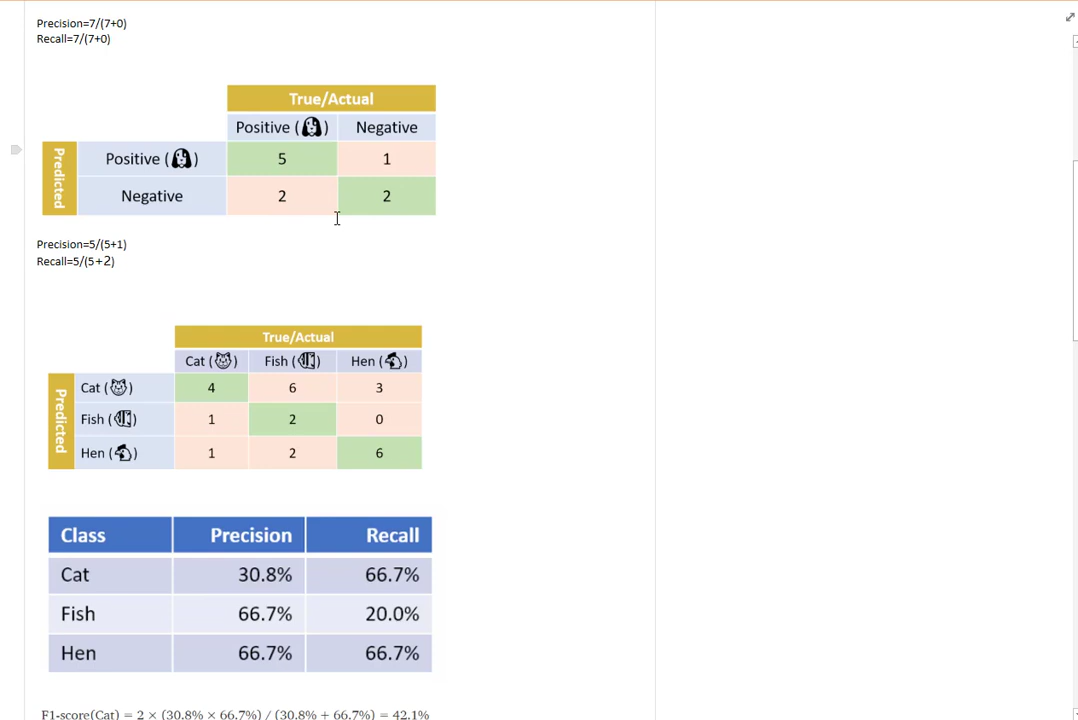 Precision=7/(7+0)
Recall=7/(7+0)
True/Actual
Positive ( ) Negative
Predicted
Positive ( ) 5 1
Negative 2 2
Precision=5/(5+1)
Recall=5/(5+2)
True/Actual
Cat ( ) Fish ( ) Hen ( )
Predicted
Cat ( ) 4 6 3
Fish ( ) 1 2 0
Hen ( ) 1 2 6
Class Precision Recall
Cat 30.8% 66.7%
Fish 66.7% 20.0%
Hen 66.7% 66.7%
F1-score(Cat) = 2 × (30.8% × 66.7%) / (30.8% + 66.7%) = 42.1%